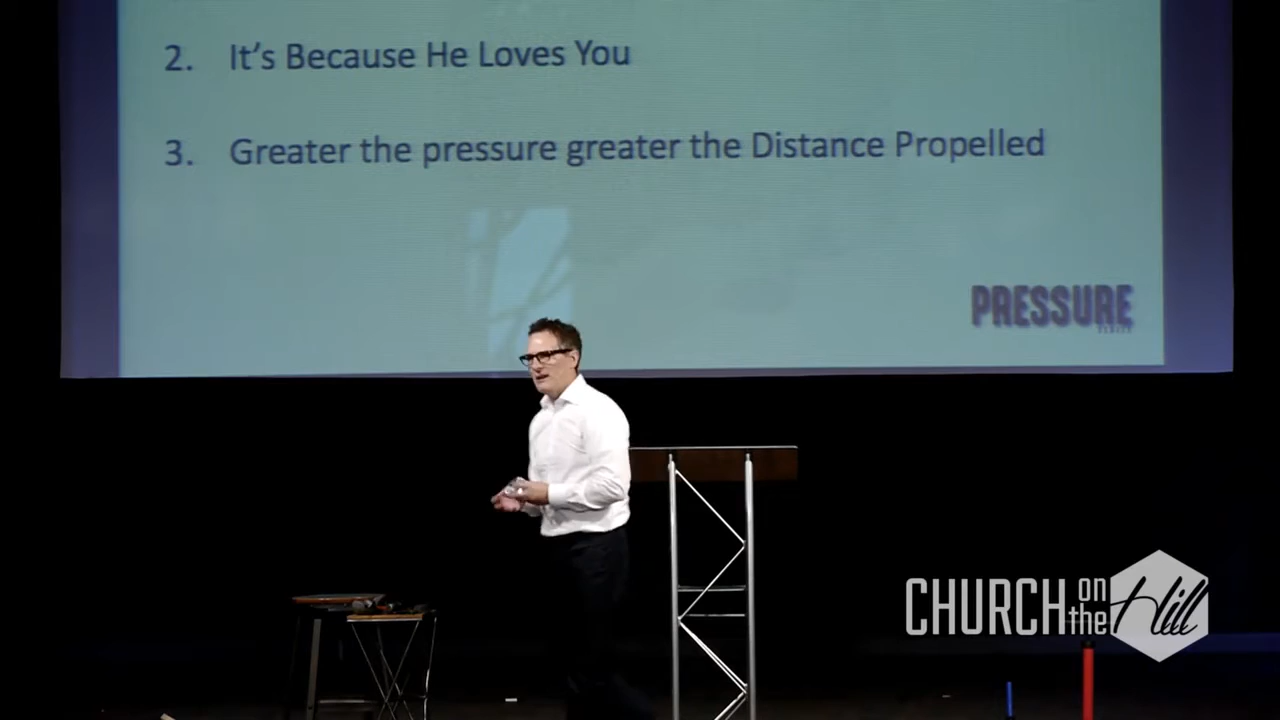 2. It's Because He Loves You
3. Greater the pressure greater the Distance Propelled
PRESSURE
CHURCH on the Hill